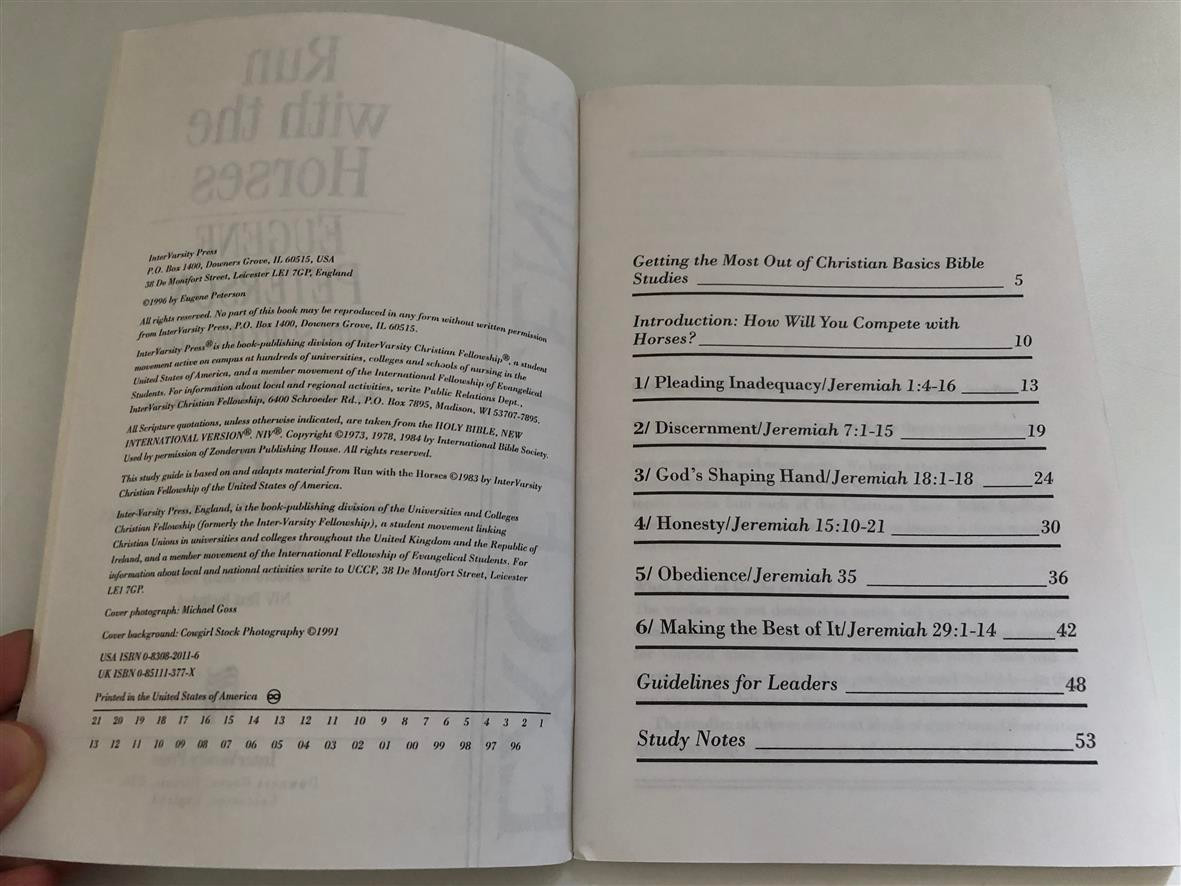 Run
with the
Horses
EUGENE
InterVarsity Press
P.O. Box 1400, Downers Grove, IL 60515, USA
38 De Montfort Street, Leicester LE1 7GP, England
©1996 by Eugene Peterson
All rights reserved. No part of this book may be reproduced in any form without written permission
from InterVarsity Press, P.O. Box 1400, Downers Grove, IL 60515.
InterVarsity Press® is the book-publishing division of InterVarsity Christian Fellowship®, a student
movement active on campus at hundreds of universities, colleges and schools of nursing in the
United States of America, and a member movement of the International Fellowship of Evangelical
Students. For information about local and regional activities, write Public Relations Dept.,
InterVarsity Christian Fellowship, 6400 Schroeder Rd., P.O. Box 7895, Madison, WI 53707-7895.
All Scripture quotations, unless otherwise indicated, are taken from the HOLY BIBLE, NEW
INTERNATIONAL VERSION®. NIV®. Copyright ©1973, 1978, 1984 by International Bible Society.
Used by permission of Zondervan Publishing House. All rights reserved.
This study guide is based on and adapts material from Run with the Horses ©1983 by InterVarsity
Christian Fellowship of the United States of America.
Inter-Varsity Press, England, is the book-publishing division of the Universities and Colleges
Christian Fellowship (formerly the Inter-Varsity Fellowship), a student movement linking
Christian Unions in universities and colleges throughout the United Kingdom and the Republic of
Ireland, and a member movement of the International Fellowship of Evangelical Students. For
information about local and national activities write to UCCF, 38 De Montfort Street, Leicester
LE1 7GP.
Cover photograph: Michael Goss
Cover background: Cowgirl Stock Photography ©1991
USA ISBN 0-8308-2011-6
UK ISBN 0-85111-377-X
Printed in the United States of America
21 20 19 18 17 16 15 14 13 12 11 10 9 8 7 6 5 4 3 2 1
13 12 11 10 09 08 07 06 05 04 03 02 01 00 99 98 97 96
Getting the Most Out of Christian Basics Bible
Studies 5
Introduction: How Will You Compete with
Horses? 10
1/ Pleading Inadequacy/Jeremiah 1:4-16 13
2/ Discernment/Jeremiah 7:1-15 19
3/ God's Shaping Hand/Jeremiah 18:1-18 24
4/ Honesty/Jeremiah 15:10-21 30
5/ Obedience/Jeremiah 35 36
6/ Making the Best of It/Jeremiah 29:1-14 42
Guidelines for Leaders 48
Study Notes 53